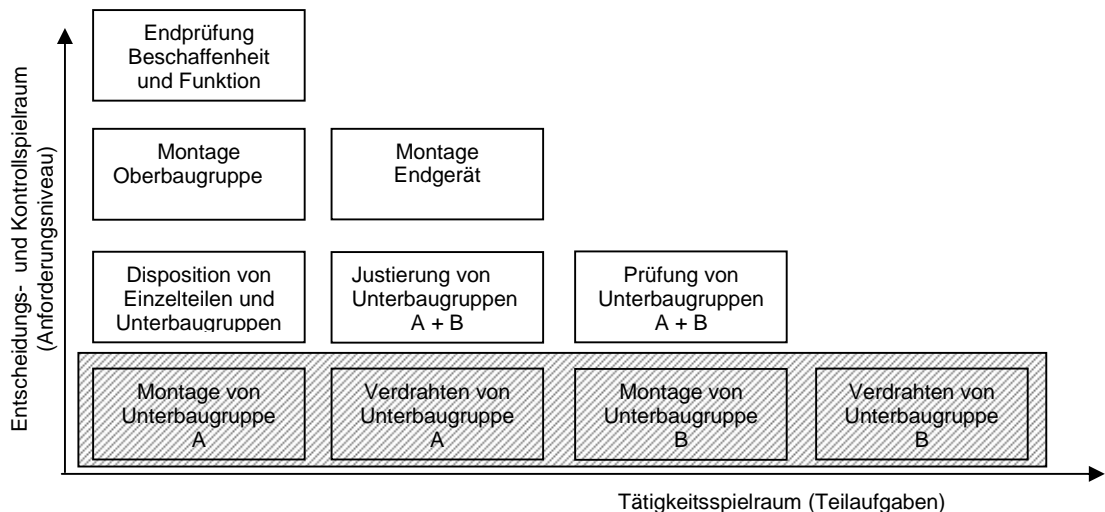 Entscheidungs- und Kontrollspielraum
(Anforderungsniveau)
Endprüfung
Beschaffenheit
und Funktion
Montage
Oberbaugruppe
Montage
Endgerät
Disposition von
Einzelteilen und
Unterbaugruppen
Justierung von
Unterbaugruppen
A + B
Prüfung von
Unterbaugruppen
A + B
Montage von
Unterbaugruppe
A
Verdrahten von
Unterbaugruppe
A
Montage von
Unterbaugruppe
B
Verdrahten von
Unterbaugruppe
B
Tätigkeitsspielraum (Teilaufgaben)